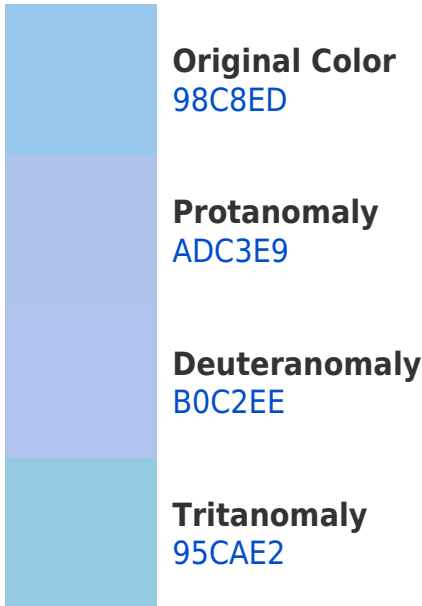 Original Color
98C8ED
Protanomaly
ADC3E9
Deuteranomaly
B0C2EE
Tritanomaly
95CAE2